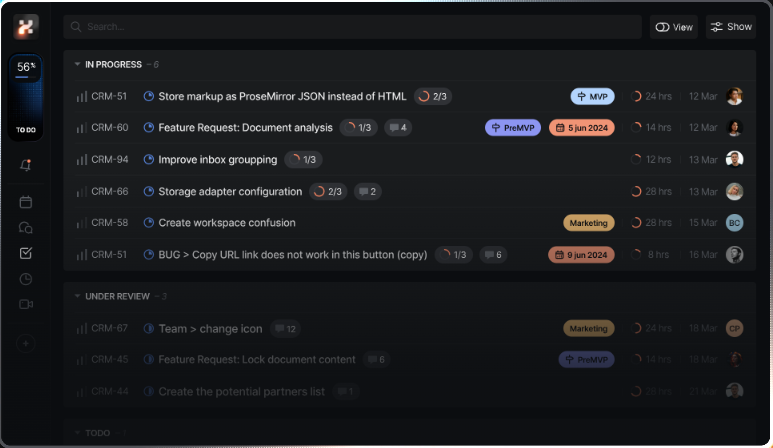 Search...
View
Show
56%
TO DO
IN PROGRESS – 6
CRM-51 Store markup as ProseMirror JSON instead of HTML 2/3 MVP 24 hrs 12 Mar
CRM-60 Feature Request: Document analysis 1/3 4 PreMVP 5 jun 2024 14 hrs 12 Mar
CRM-94 Improve inbox groupping 1/3 12 hrs 13 Mar
CRM-66 Storage adapter configuration 2/3 2 28 hrs 13 Mar
CRM-58 Create workspace confusion Marketing 28 hrs 15 Mar BC
CRM-51 BUG > Copy URL link does not work in this button (copy) 1/3 6 9 jun 2024 8 hrs 16 Mar
UNDER REVIEW – 3
CRM-67 Team > change icon 12 Marketing 24 hrs 18 Mar CP
CRM-45 Feature Request: Lock document content 6 PreMVP 14 hrs 18 Mar
CRM-44 Create the potential partners list 1 hrs 21 Mar
TODO